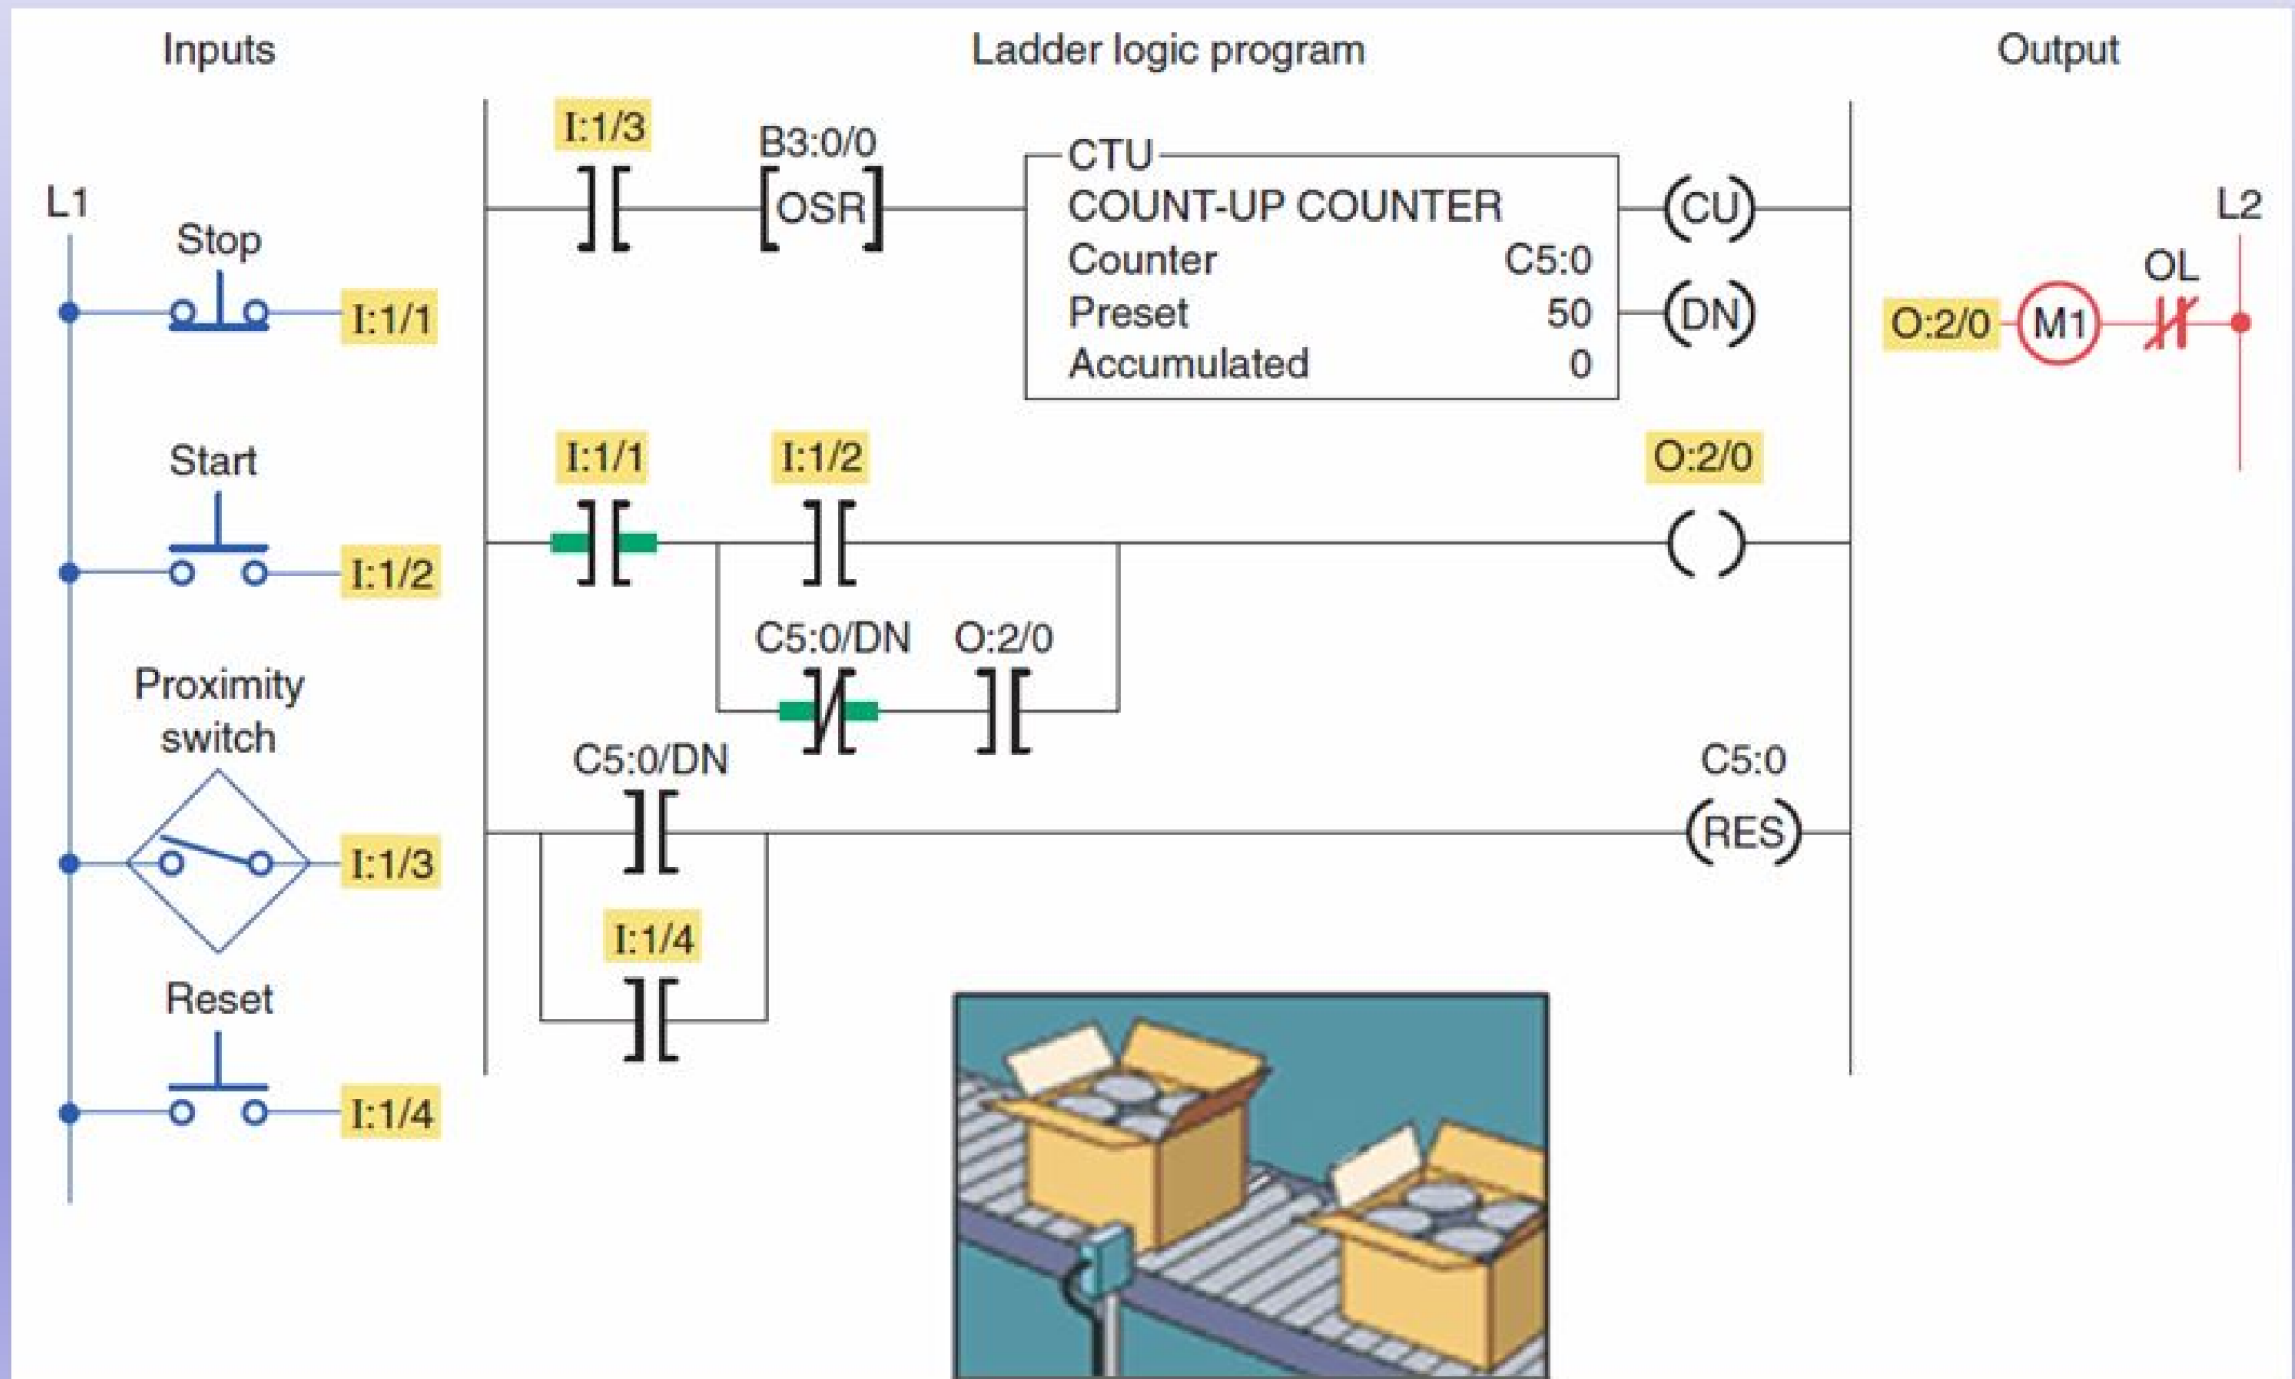 Inputs
Ladder logic program
Output
L1
Stop
I:1/1
Start
I:1/2
Proximity
switch
I:1/3
Reset
I:1/4
I:1/3
B3:0/0
OSR
CTU
COUNT-UP COUNTER
Counter C5:0
Preset 50
Accumulated 0
CU
DN
I:1/1
I:1/2
O:2/0
C5:0/DN
O:2/0
C5:0/DN
C5:0
RES
I:1/4
L2
OL
O:2/0
M1